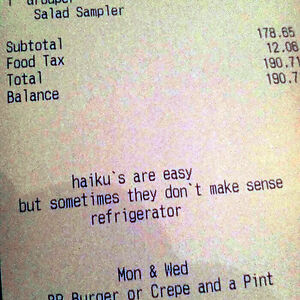 Salad Sampler
Subtotal 178.65
Food Tax 12.06
Total 190.71
Balance 190.7
haiku`s are easy
but sometimes they don`t make sense
refrigerator
Mon & Wed
Burger or Crepe and a Pint